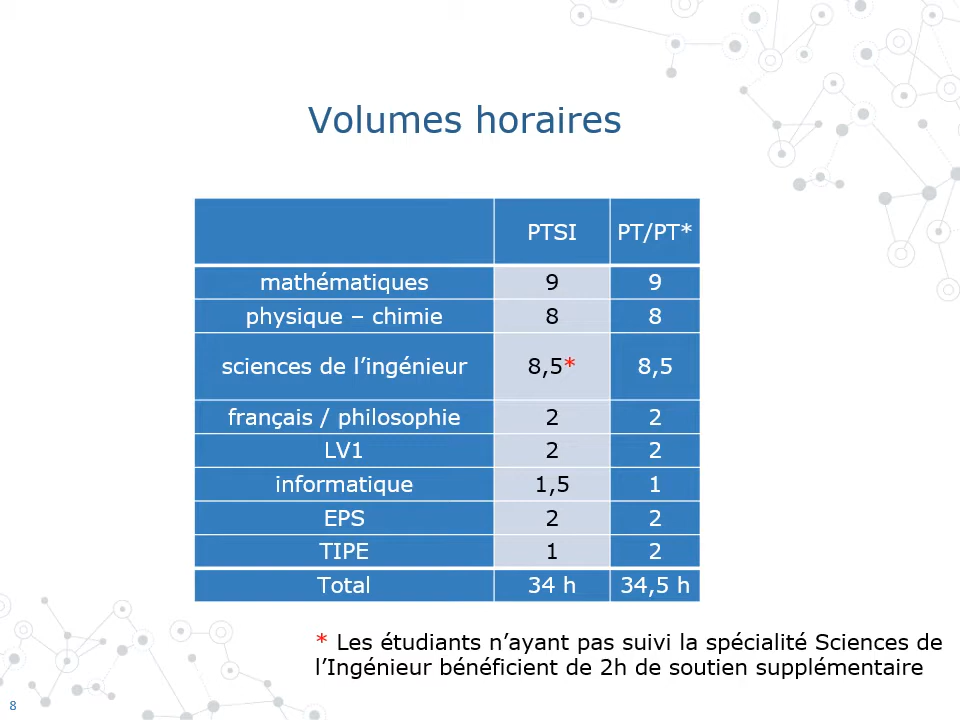 Volumes horaires
PTSI PT/PT*
mathématiques 9 9
physique – chimie 8 8
sciences de l’ingénieur 8,5* 8,5
français / philosophie 2 2
LV1 2 2
informatique 1,5 1
EPS 2 2
TIPE 1 2
Total 34 h 34,5 h
* Les étudiants n’ayant pas suivi la spécialité Sciences de
l’Ingénieur bénéficient de 2h de soutien supplémentaire
8